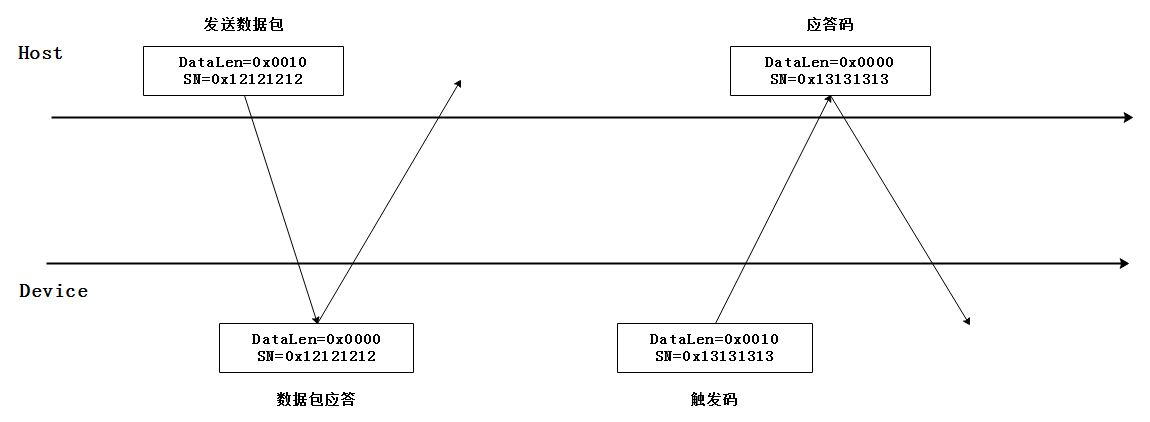 发送数据包
应答码
Host
DataLen=0x0010
SN=0x12121212
DataLen=0x0000
SN=0x13131313
Device
DataLen=0x0000
SN=0x12121212
DataLen=0x0010
SN=0x13131313
数据包应答
触发码